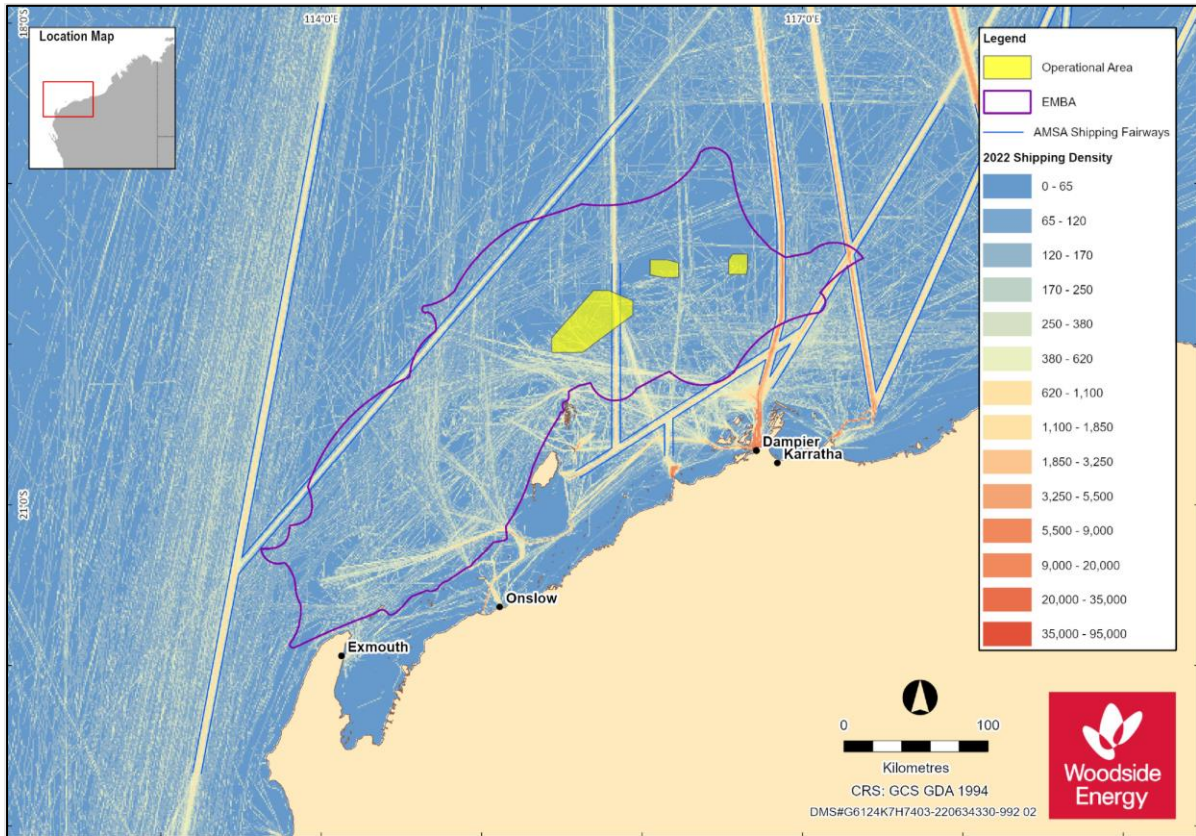 18°0'S
114°0'E
117°0'E
21°0'S
Location Map
Legend
Operational Area
EMBA
AMSA Shipping Fairways
2022 Shipping Density
0 - 65
65 - 120
120 - 170
170 - 250
250 - 380
380 - 620
620 - 1,100
1,100 - 1,850
1,850 - 3,250
3,250 - 5,500
5,500 - 9,000
9,000 - 20,000
20,000 - 35,000
35,000 - 95,000
Dampier
Karratha
Onslow
Exmouth
0 100
Kilometres
CRS: GCS GDA 1994
DMS#G6124K7H7403-220634330-992 02
Woodside
Energy